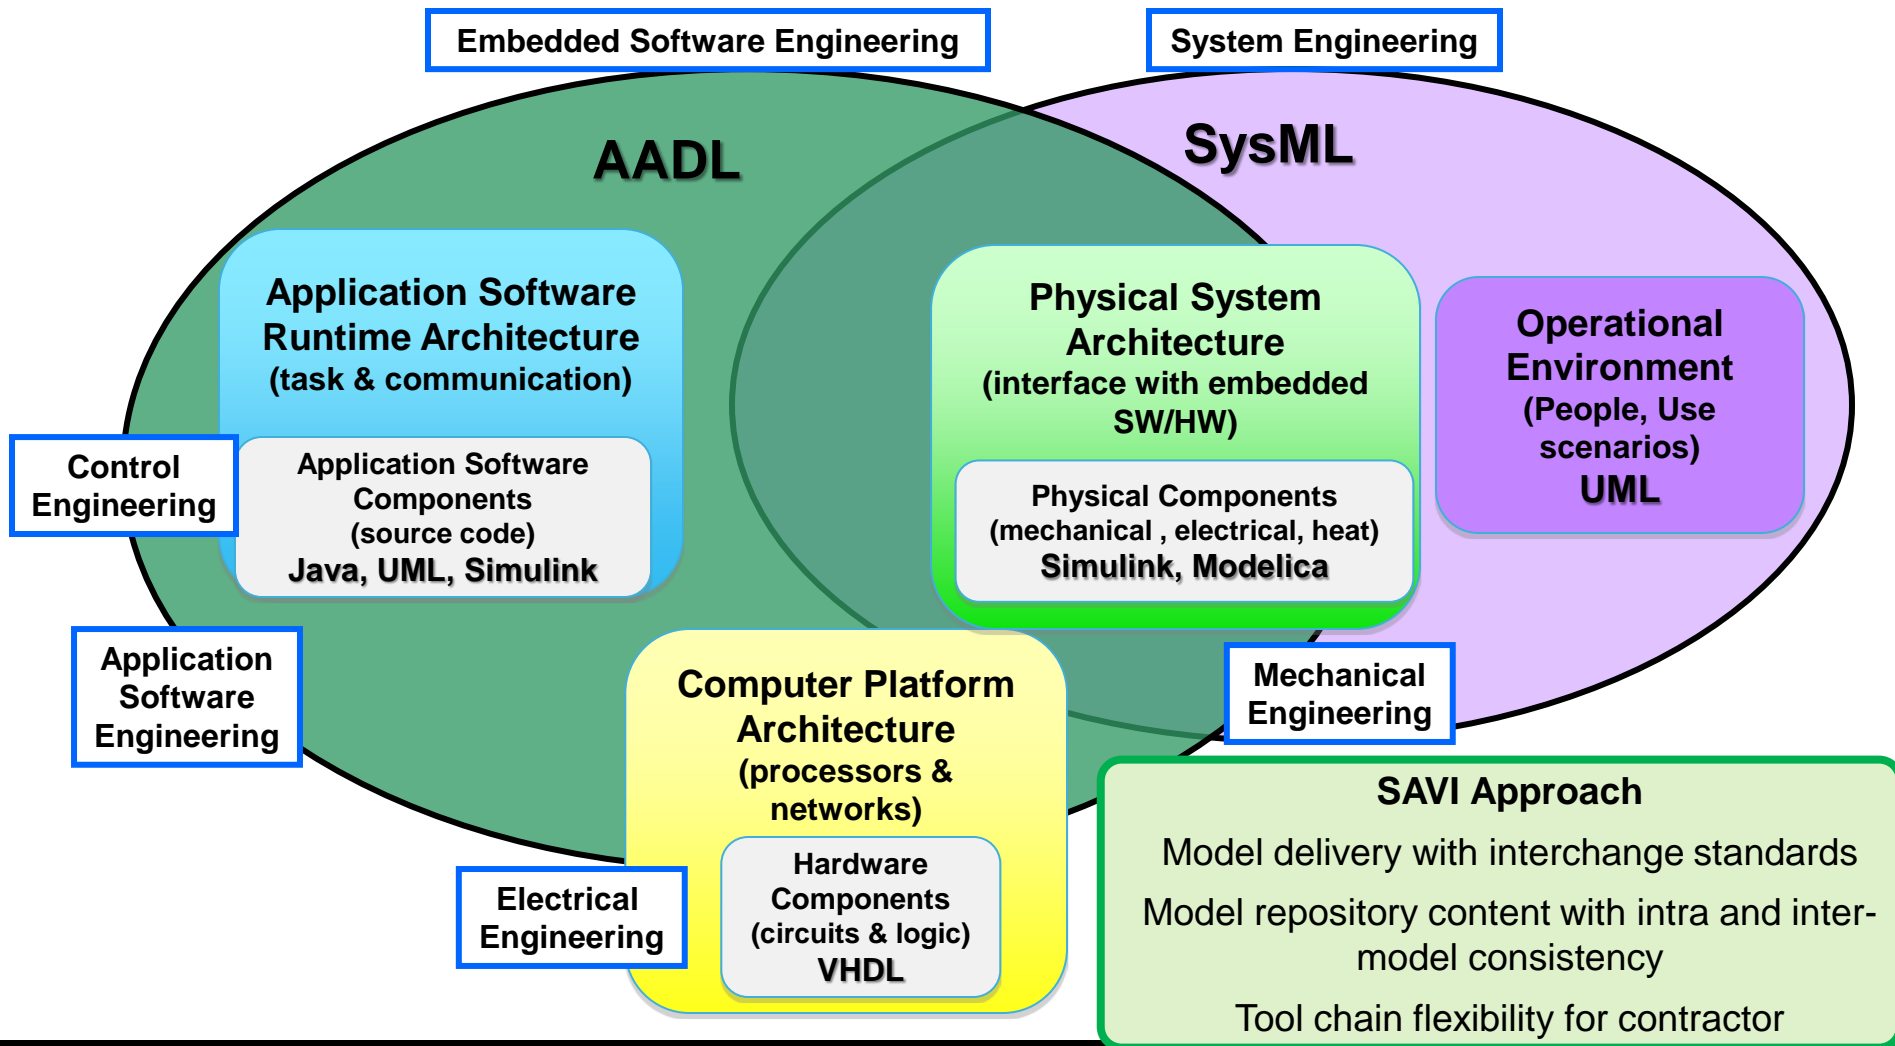 Embedded Software Engineering
System Engineering
AADL
SysML
Application Software
Runtime Architecture
(task & communication)
Application Software
Components
(source code)
Java, UML, Simulink
Physical System
Architecture
(interface with embedded
SW/HW)
Physical Components
(mechanical , electrical, heat)
Simulink, Modelica
Operational
Environment
(People, Use
scenarios)
UML
Control
Engineering
Application
Software
Engineering
Computer Platform
Architecture
(processors &
networks)
Hardware
Components
(circuits & logic)
VHDL
Electrical
Engineering
Mechanical
Engineering
SAVI Approach
Model delivery with interchange standards
Model repository content with intra and inter-
model consistency
Tool chain flexibility for contractor